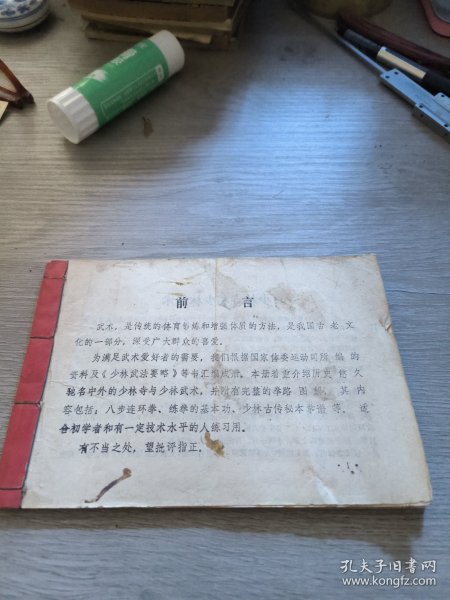 前言
武术，是传统的体育锻炼和增强体质的方法，是我国古老文
化的一部分，深受广大群众的喜爱。
为满足武术爱好者的需要，我们根据国家体委运动司所编的
资料及《少林武法要略》等书汇编成册。本册着重介绍历史悠久
驰名中外的少林寺与少林武术，并附有完整的拳路图解。其内
容包括：八步连环拳、练拳的基本功、少林古传秘本等。适
合初学者和有一定技术水平的人练习用。
有不当之处，望批评指正。
·1·
孔夫子旧书网
www.kongfz.com